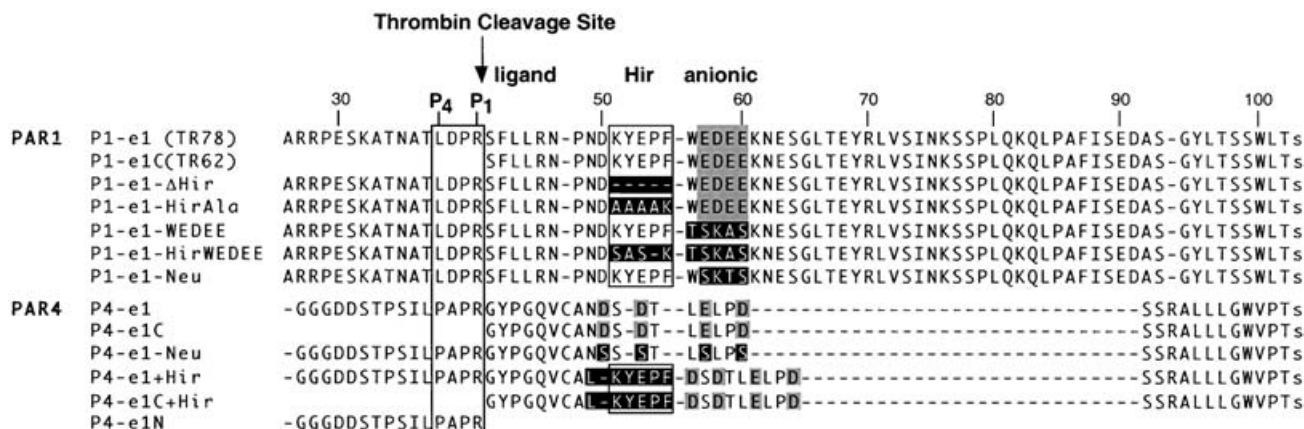 Thrombin Cleavage Site
ligand Hir anionic
30 P4 P1 50 60 70 80 90 100
PAR1 P1-e1 (TR78) ARRPESKATNATLDPRSFLLRN-PNDKYEPF-WEDEEKNESGLTEYRLVSINKSSPLQKQLPAFISEDAS-GYLTSSWLTs
P1-e1C(TR62) SFLLRN-PNDKYEPF-WEDEEKNESGLTEYRLVSINKSSPLQKQLPAFISEDAS-GYLTSSWLTs
P1-e1-ΔHir ARRPESKATNATLDPRSFLLRN-PND------WEDEEKNESGLTEYRLVSINKSSPLQKQLPAFISEDAS-GYLTSSWLTs
P1-e1-HirAla ARRPESKATNATLDPRSFLLRN-PNDAAAAK-WEDEEKNESGLTEYRLVSINKSSPLQKQLPAFISEDAS-GYLTSSWLTs
P1-e1-WEDEE ARRPESKATNATLDPRSFLLRN-PNDKYEPF-TSKASKNESGLTEYRLVSINKSSPLQKQLPAFISEDAS-GYLTSSWLTs
P1-e1-HirWEDEE ARRPESKATNATLDPRSFLLRN-PNDSAS-K-TSKASKNESGLTEYRLVSINKSSPLQKQLPAFISEDAS-GYLTSSWLTs
P1-e1-Neu ARRPESKATNATLDPRSFLLRN-PNDKYEPF-WSKTSKNESGLTEYRLVSINKSSPLQKQLPAFISEDAS-GYLTSSWLTs
PAR4 P4-e1 -GGGDDSTPSILPAPRGYPGQVCANDS-DT--LELPD------------------------------SSRALLLGWVPTs
P4-e1C GYPGQVCANDS-DT--LELPD------------------------------SSRALLLGWVPTs
P4-e1-Neu -GGGDDSTPSILPAPRGYPGQVCANSS-ST--LSLPS------------------------------SSRALLLGWVPTs
P4-e1+Hir -GGGDDSTPSILPAPRGYPGQVCAL-KYEPF-DSDTLELPD--------------------------SSRALLLGWVPTs
P4-e1C+Hir GYPGQVCAL-KYEPF-DSDTLELPD--------------------------SSRALLLGWVPTs
P4-e1N -GGGDDSTPSILPAPR